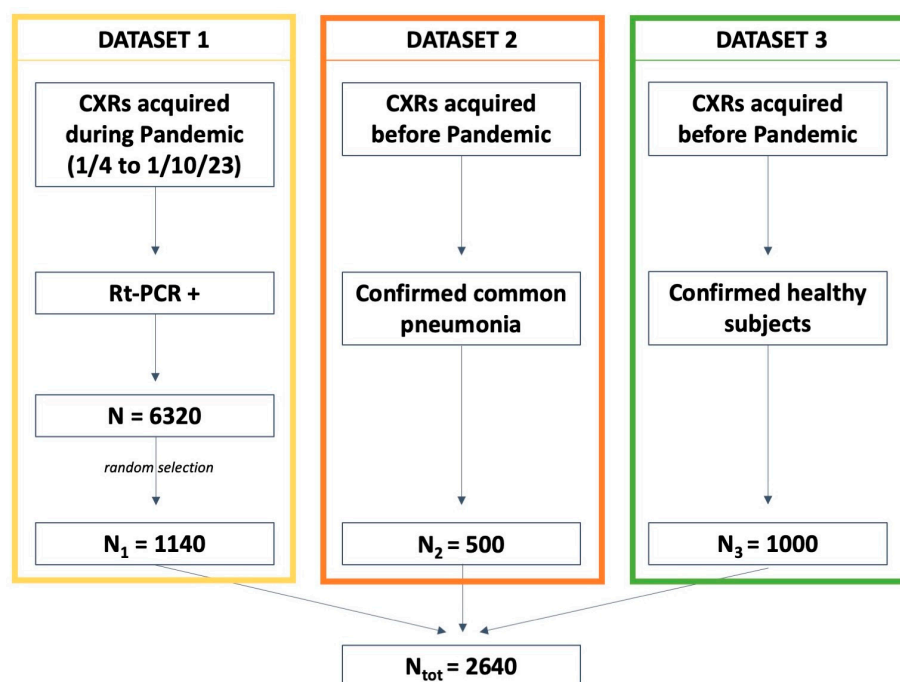 DATASET 1
CXRs acquired
during Pandemic
(1/4 to 1/10/23)
Rt-PCR +
N = 6320
random selection
N₁ = 1140
DATASET 2
CXRs acquired
before Pandemic
Confirmed common
pneumonia
N₂ = 500
DATASET 3
CXRs acquired
before Pandemic
Confirmed healthy
subjects
N₃ = 1000
Ntot = 2640